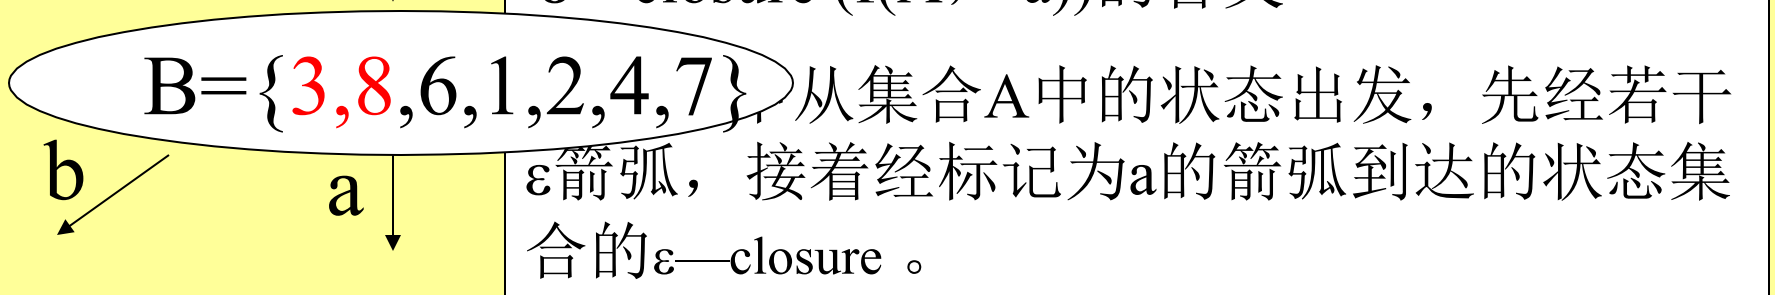 B={3,8,6,1,2,4,7}
b
a
从集合A中的状态出发，先经若干
ε箭弧，接着经标记为a的箭弧到达的状态集
合的ε—closure 。